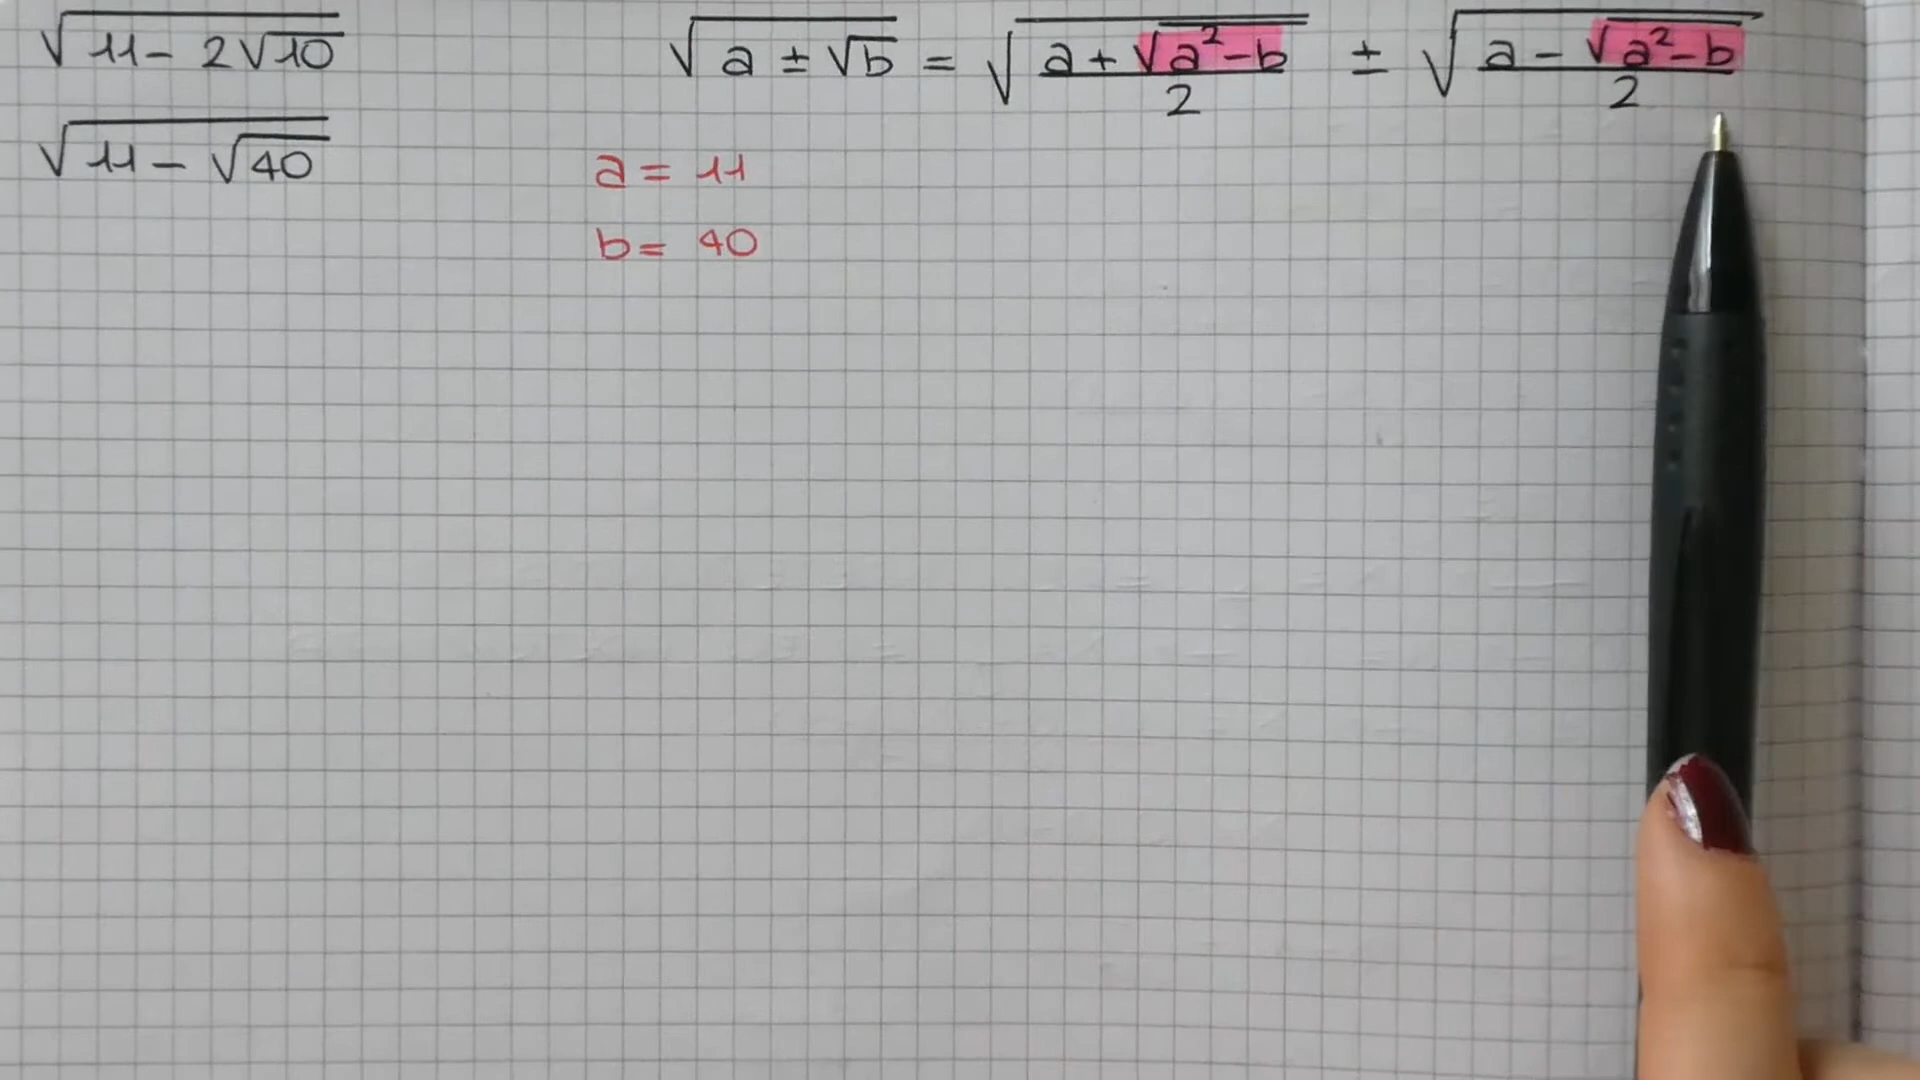 √(11 - 2√10)
√(a ± √b) = √((a + √(a² - b))/2) ± √((a - √(a² - b))/2)
√(11 - √40)
a = 11
b = 40